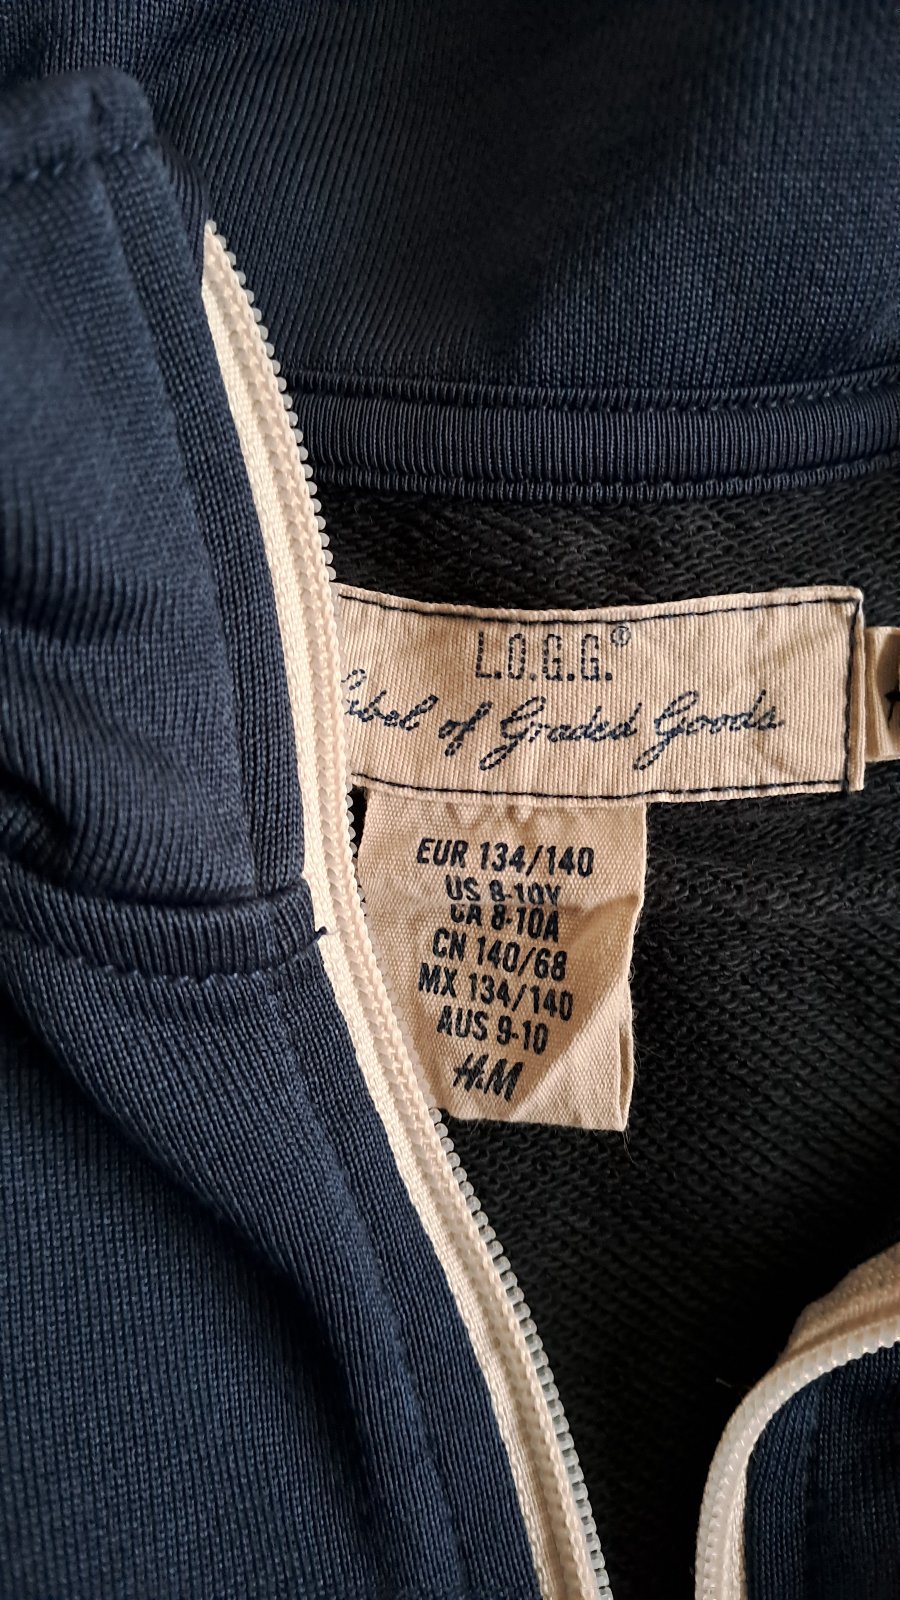 L.O.G.G.®
Label of Graded Goods
EUR 134/140
US 8-10Y
CA 8-10A
CN 140/68
MX 134/140
AUS 9-10
H&M